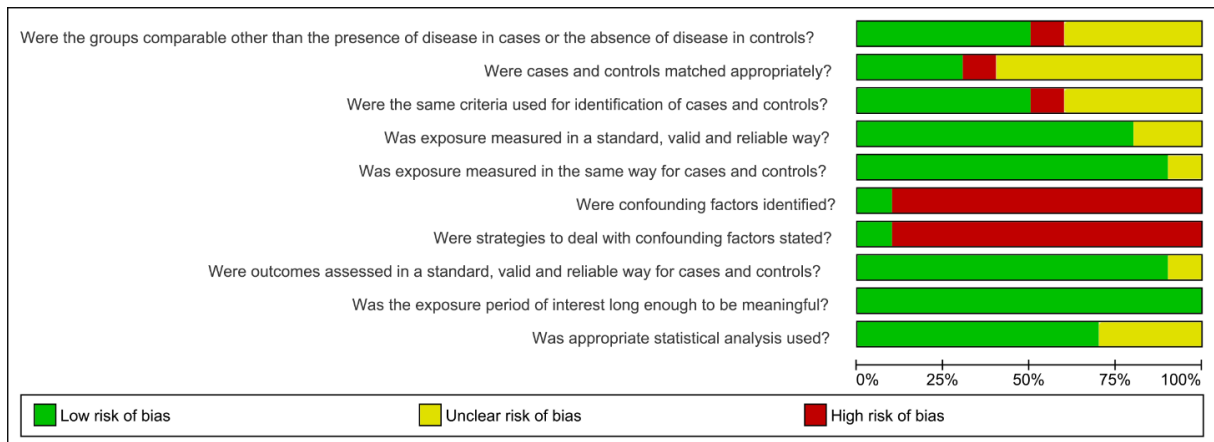 Were the groups comparable other than the presence of disease in cases or the absence of disease in controls?
Were cases and controls matched appropriately?
Were the same criteria used for identification of cases and controls?
Was exposure measured in a standard, valid and reliable way?
Was exposure measured in the same way for cases and controls?
Were confounding factors identified?
Were strategies to deal with confounding factors stated?
Were outcomes assessed in a standard, valid and reliable way for cases and controls?
Was the exposure period of interest long enough to be meaningful?
Was appropriate statistical analysis used?
0% 25% 50% 75% 100%
Low risk of bias Unclear risk of bias High risk of bias